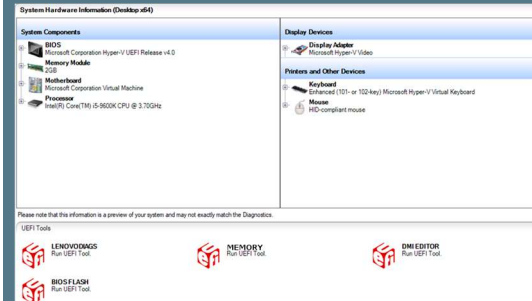 System Hardware Information (Desktop x64)
System Components
BIOS
Microsoft Corporation Hyper-V UEFI Release v4.0
Memory Module
2GB
Motherboard
Microsoft Corporation Virtual Machine
Processor
Intel(R) Core(TM) i5-9600K CPU @ 3.70GHz
Display Devices
Display Adapter
Microsoft Hyper-V Video
Printers and Other Devices
Keyboard
Enhanced (101- or 102-key) Microsoft Hyper-V Virtual Keyboard
Mouse
HID-compliant mouse
Please note that this information is a preview of your system and may not exactly match the Diagnostics.
UEFI Tools
LENOVODIAGS
Run UEFI Tool.
MEMORY
Run UEFI Tool.
DMI EDITOR
Run UEFI Tool.
BIOS FLASH
Run UEFI Tool.